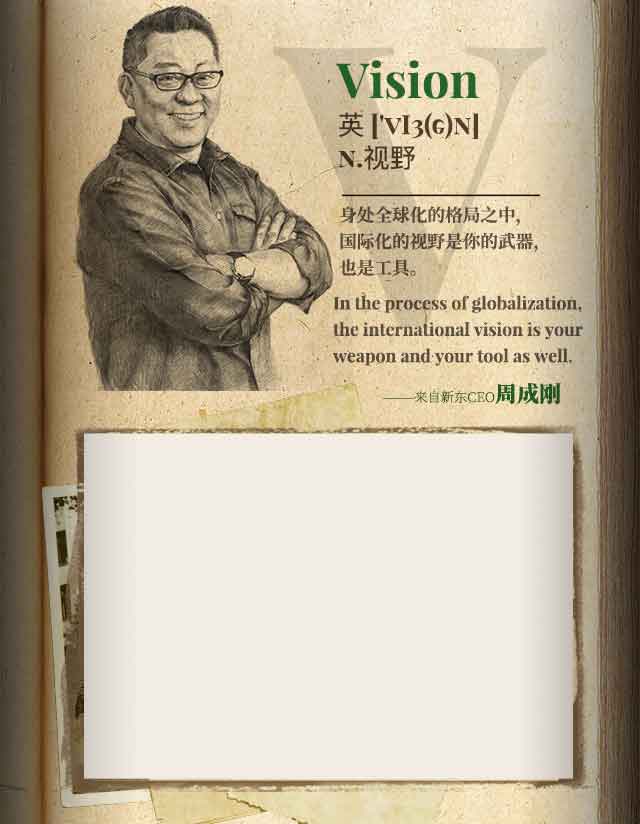 Vision
英 ['VI3(ɢ)N]
N.视野
身处全球化的格局之中,
国际化的视野是你的武器,
也是工具。
In the process of globalization,
the international vision is your
weapon and your tool as well.
——来自新东CEO周成刚